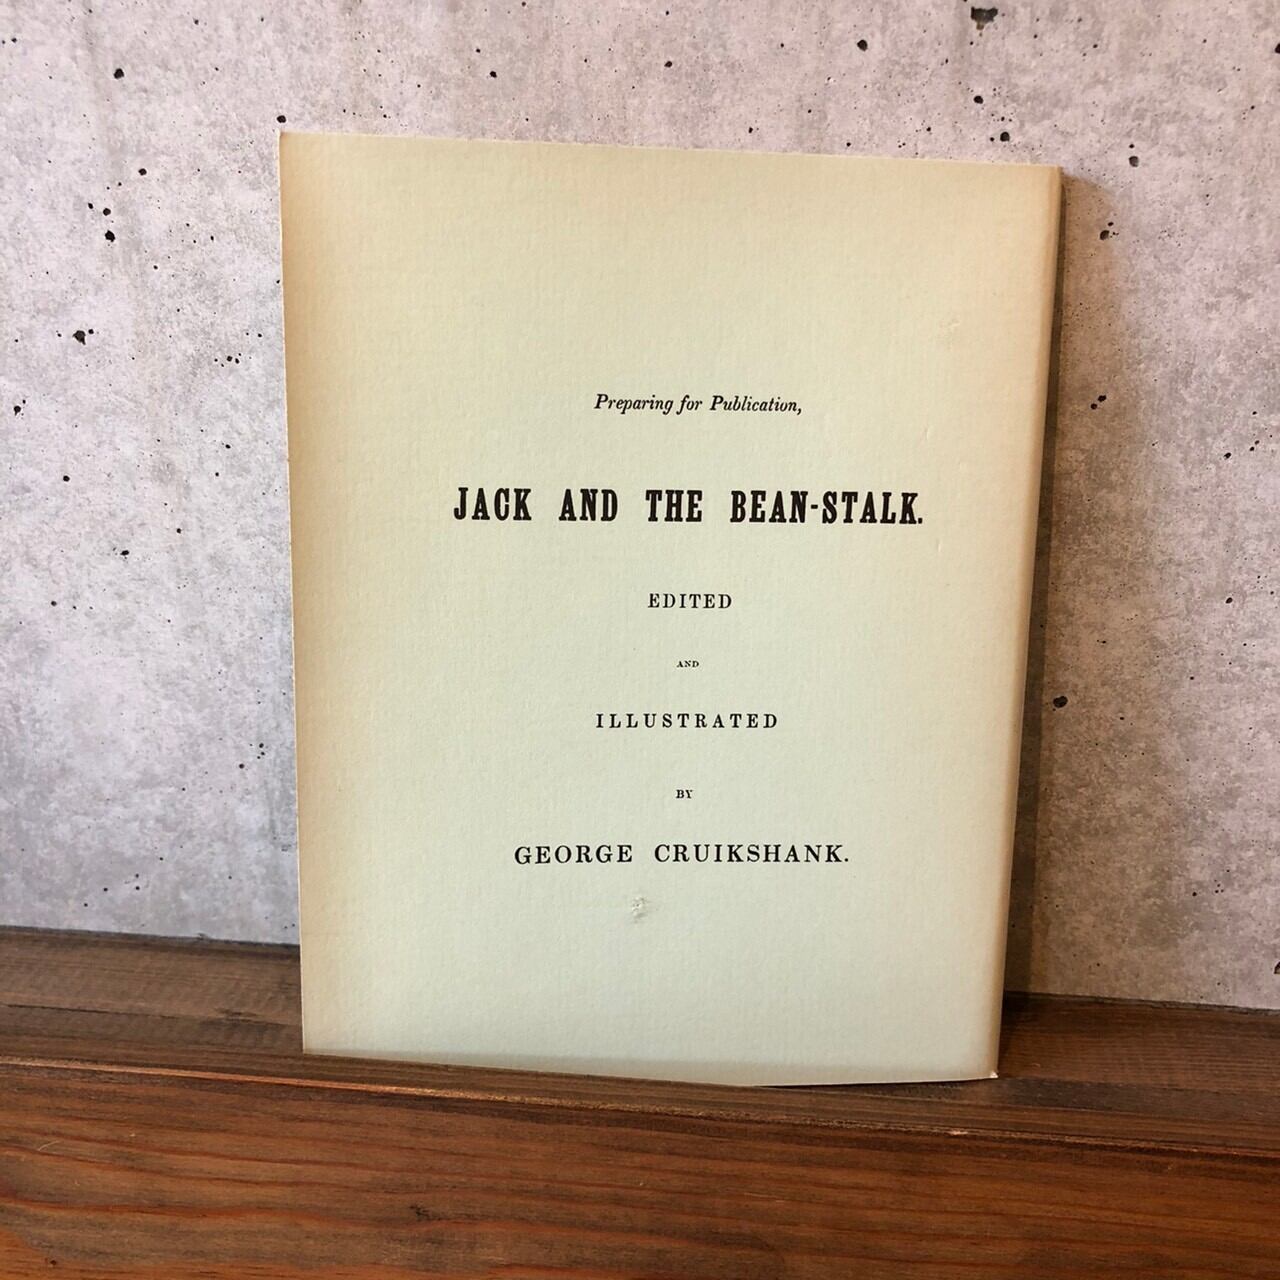 Preparing for Publication,
JACK AND THE BEAN-STALK.
EDITED
AND
ILLUSTRATED
BY
GEORGE CRUIKSHANK.